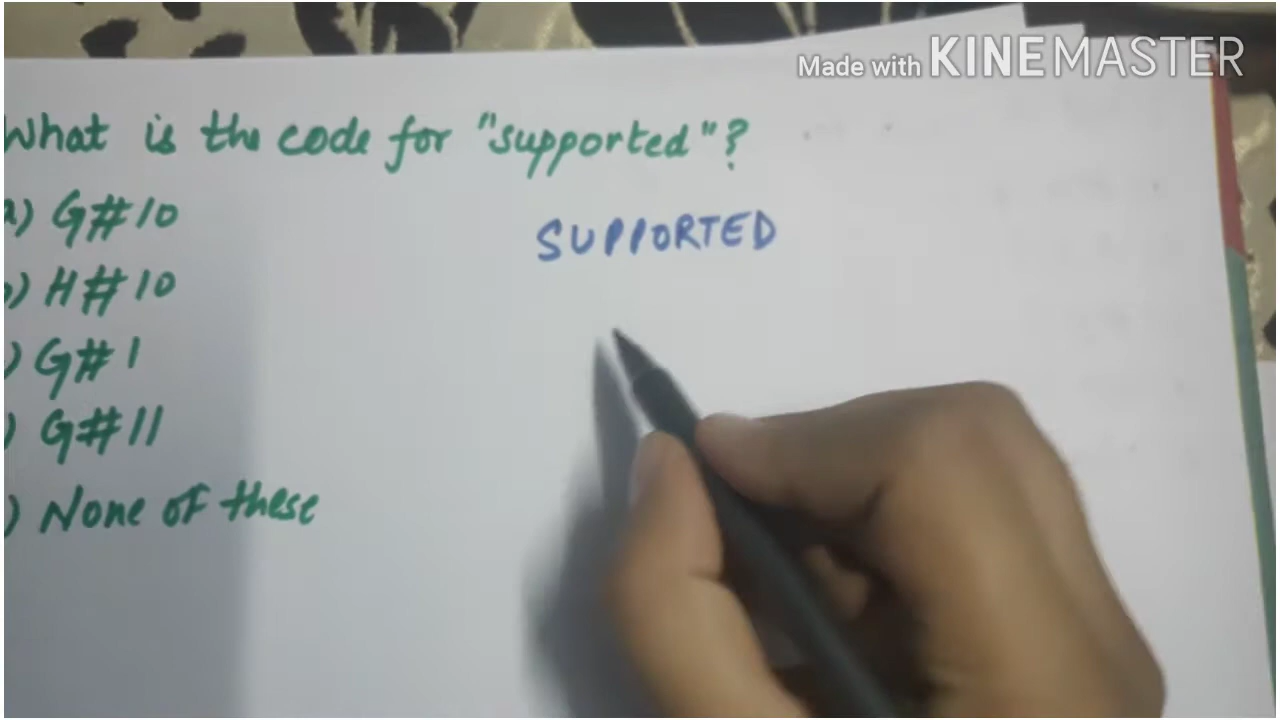 Made with KINEMASTER
What is the code for "supported"?
a) G#10
SUPPORTED
b) H#10
) G#1
) G#11
) None of these